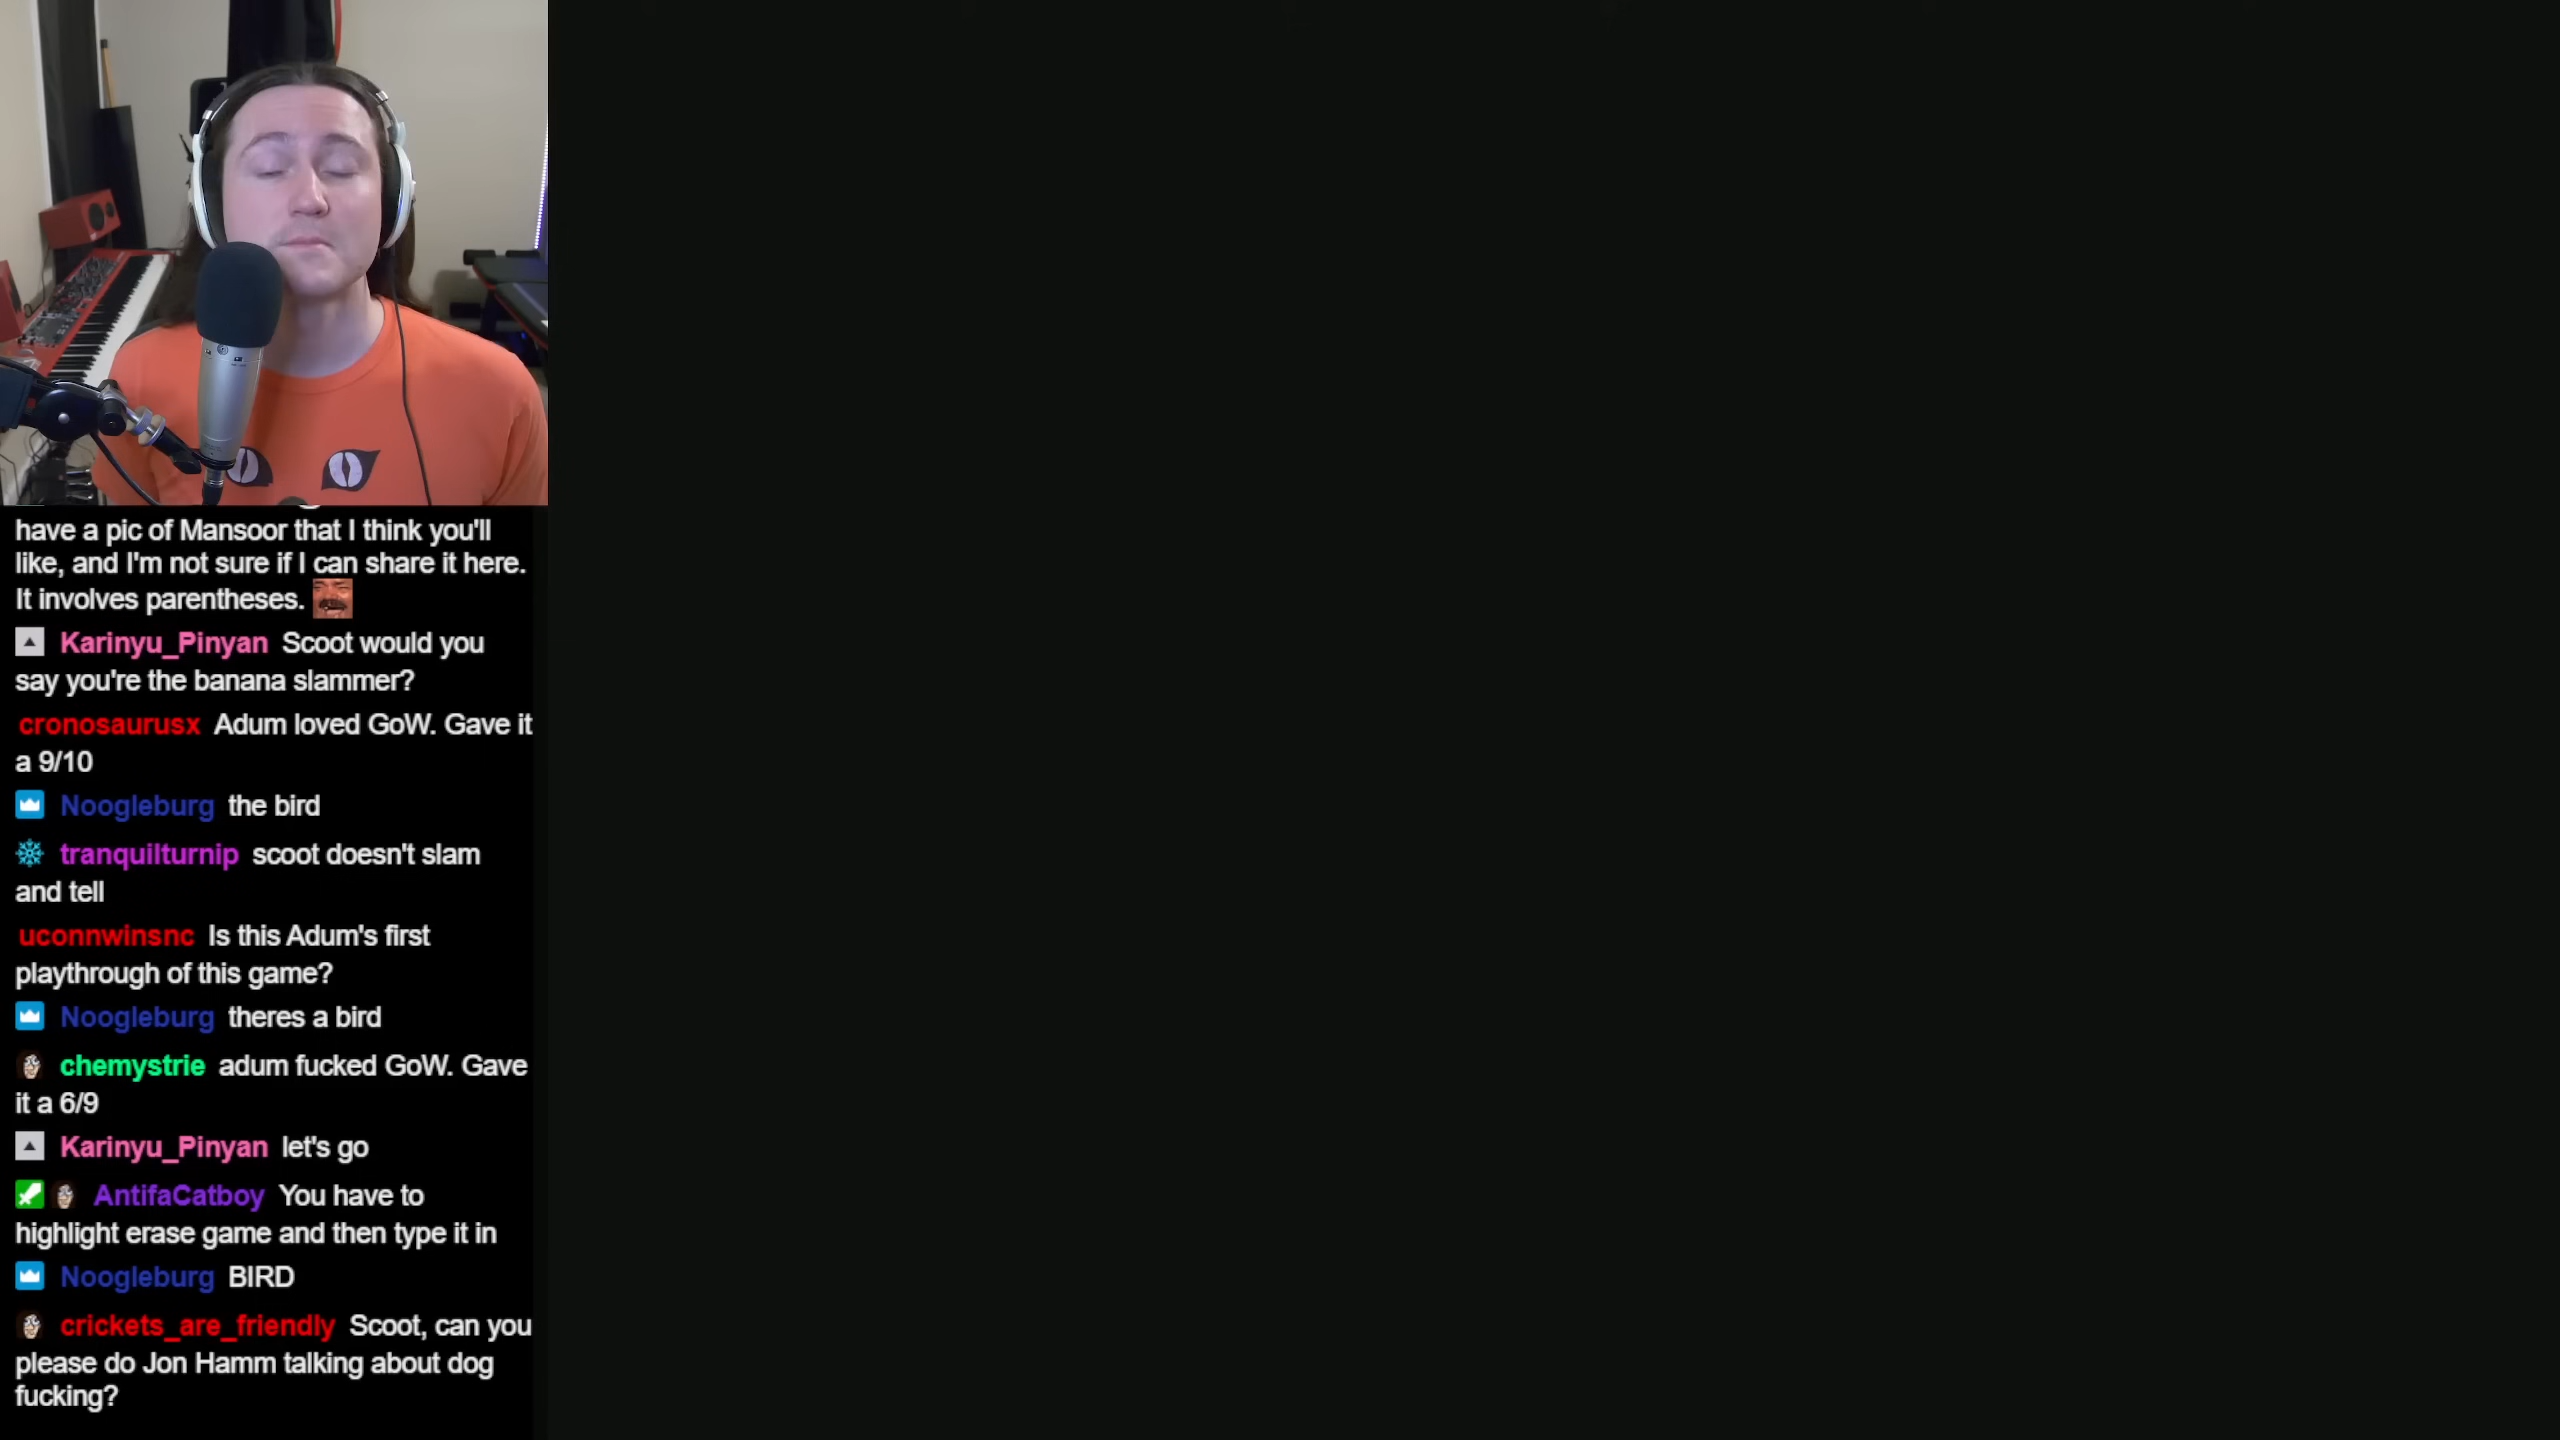 have a pic of Mansoor that I think you'll
like, and I'm not sure if I can share it here.
It involves parentheses.
Karinyu_Pinyan Scoot would you
say you're the banana slammer?
cronosaurusx Adum loved GoW. Gave it
a 9/10
Noogleburg the bird
tranquilturnip scoot doesn't slam
and tell
uconnwinsnc Is this Adum's first
playthrough of this game?
Noogleburg theres a bird
chemystrie adum fucked GoW. Gave
it a 6/9
Karinyu_Pinyan let's go
AntifaCatboy You have to
highlight erase game and then type it in
Noogleburg BIRD
crickets_are_friendly Scoot, can you
please do Jon Hamm talking about dog
fucking?